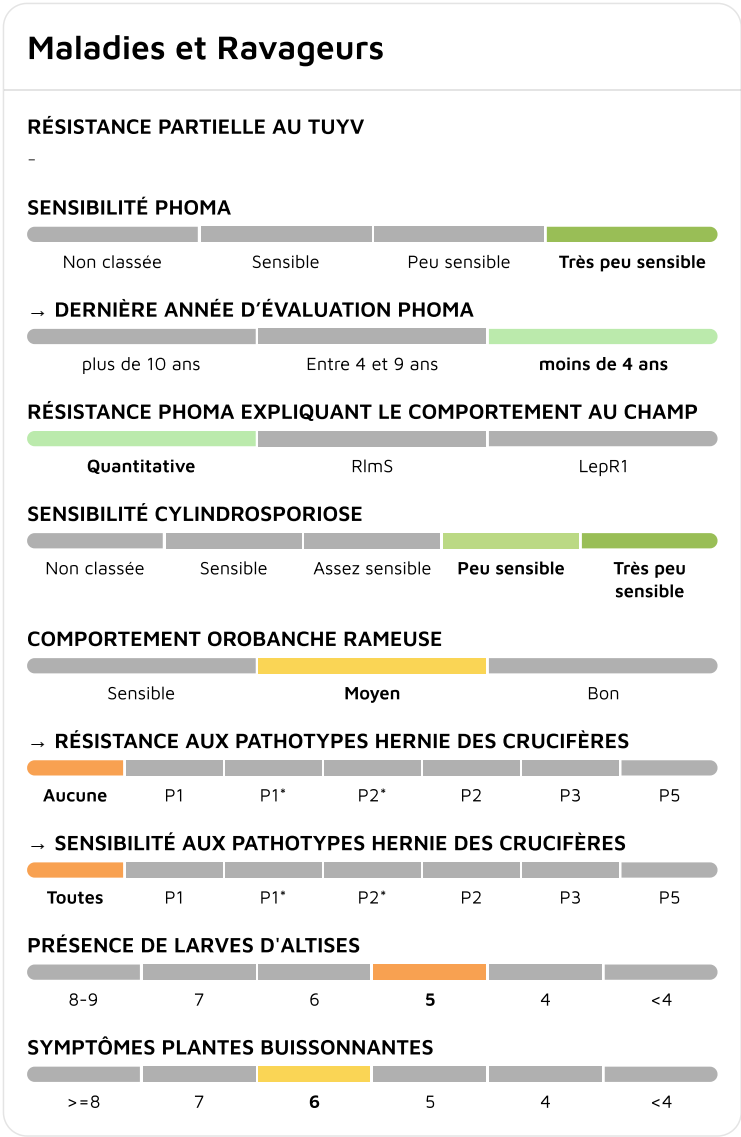 Maladies et Ravageurs
RÉSISTANCE PARTIELLE AU TUYV
-
SENSIBILITÉ PHOMA
Non classée Sensible Peu sensible Très peu sensible
→ DERNIÈRE ANNÉE D’ÉVALUATION PHOMA
plus de 10 ans Entre 4 et 9 ans moins de 4 ans
RÉSISTANCE PHOMA EXPLIQUANT LE COMPORTEMENT AU CHAMP
Quantitative RlmS LepR1
SENSIBILITÉ CYLINDROSPORIOSE
Non classée Sensible Assez sensible Peu sensible Très peu
sensible
COMPORTEMENT OROBANCHE RAMEUSE
Sensible Moyen Bon
→ RÉSISTANCE AUX PATHOTYPES HERNIE DES CRUCIFÈRES
Aucune P1 P1* P2* P2 P3 P5
→ SENSIBILITÉ AUX PATHOTYPES HERNIE DES CRUCIFÈRES
Toutes P1 P1* P2* P2 P3 P5
PRÉSENCE DE LARVES D'ALTISES
8-9 7 6 5 4 <4
SYMPTÔMES PLANTES BUISSONNANTES
>=8 7 6 5 4 <4